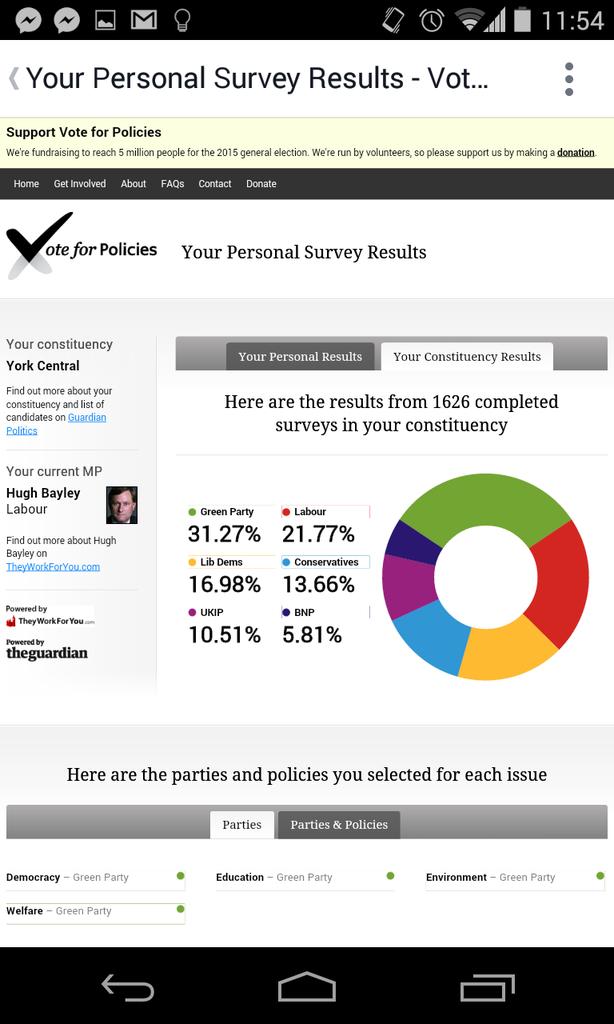 11:54
Your Personal Survey Results - Vot...
Support Vote for Policies
We're fundraising to reach 5 million people for the 2015 general election. We're run by volunteers, so please support us by making a donation.
Home Get Involved About FAQs Contact Donate
Vote for Policies
Your Personal Survey Results
Your constituency
York Central
Find out more about your
constituency and list of
candidates on Guardian
Politics
Your current MP
Hugh Bayley
Labour
Find out more about Hugh
Bayley on
TheyWorkForYou.com
Powered by
TheyWorkForYou.com
Powered by
theguardian
Your Personal Results Your Constituency Results
Here are the results from 1626 completed
surveys in your constituency
Green Party Labour
31.27% 21.77%
Lib Dems Conservatives
16.98% 13.66%
UKIP BNP
10.51% 5.81%
Here are the parties and policies you selected for each issue
Parties Parties & Policies
Democracy – Green Party Education – Green Party Environment – Green Party
Welfare – Green Party